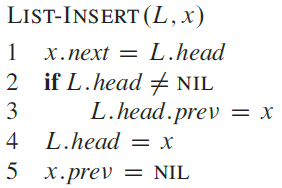 LIST-INSERT(L, x)
1 x.next = L.head
2 if L.head ≠ NIL
3 L.head.prev = x
4 L.head = x
5 x.prev = NIL